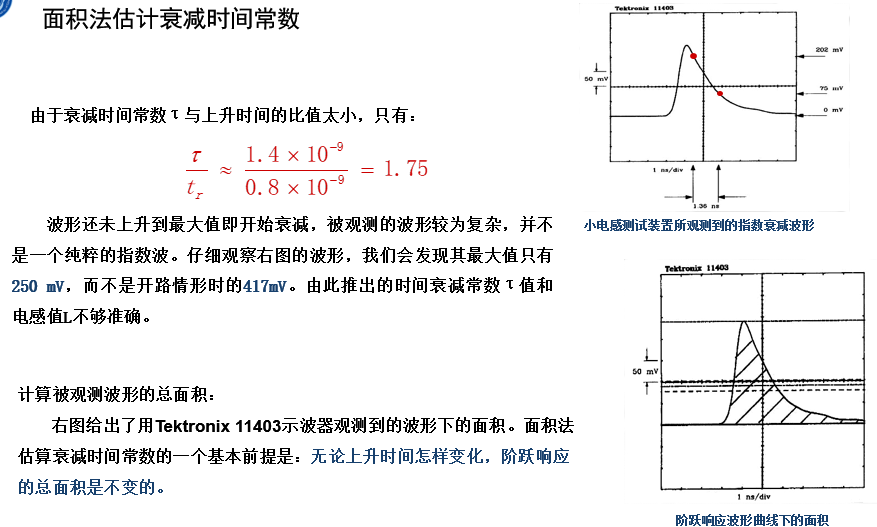 面积法估计衰减时间常数
由于衰减时间常数τ与上升时间的比值太小，只有：
τ/t_r ≈ 1.4 × 10⁻⁹ / 0.8 × 10⁻⁹ = 1.75
波形还未上升到最大值即开始衰减，被观测的波形较为复杂，并不
是一个纯粹的指数波。仔细观察右图的波形，我们会发现其最大值只有
250 mV，而不是开路情形时的417mV。由此推出的时间衰减常数τ值和
电感值L不够准确。
计算被观测波形的总面积：
右图给出了用Tektronix 11403示波器观测到的波形下的面积。面积法
估算衰减时间常数的一个基本前提是：无论上升时间怎样变化，阶跃响应
的总面积是不变的。
Tektronix 11403
202 mV
50 mV
75 mV
0 mV
1 ns/div
1.36 ns
小电感测试装置所观测到的指数衰减波形
Tektronix 11403
50 mV
1 ns/div
阶跃响应波形曲线下的面积